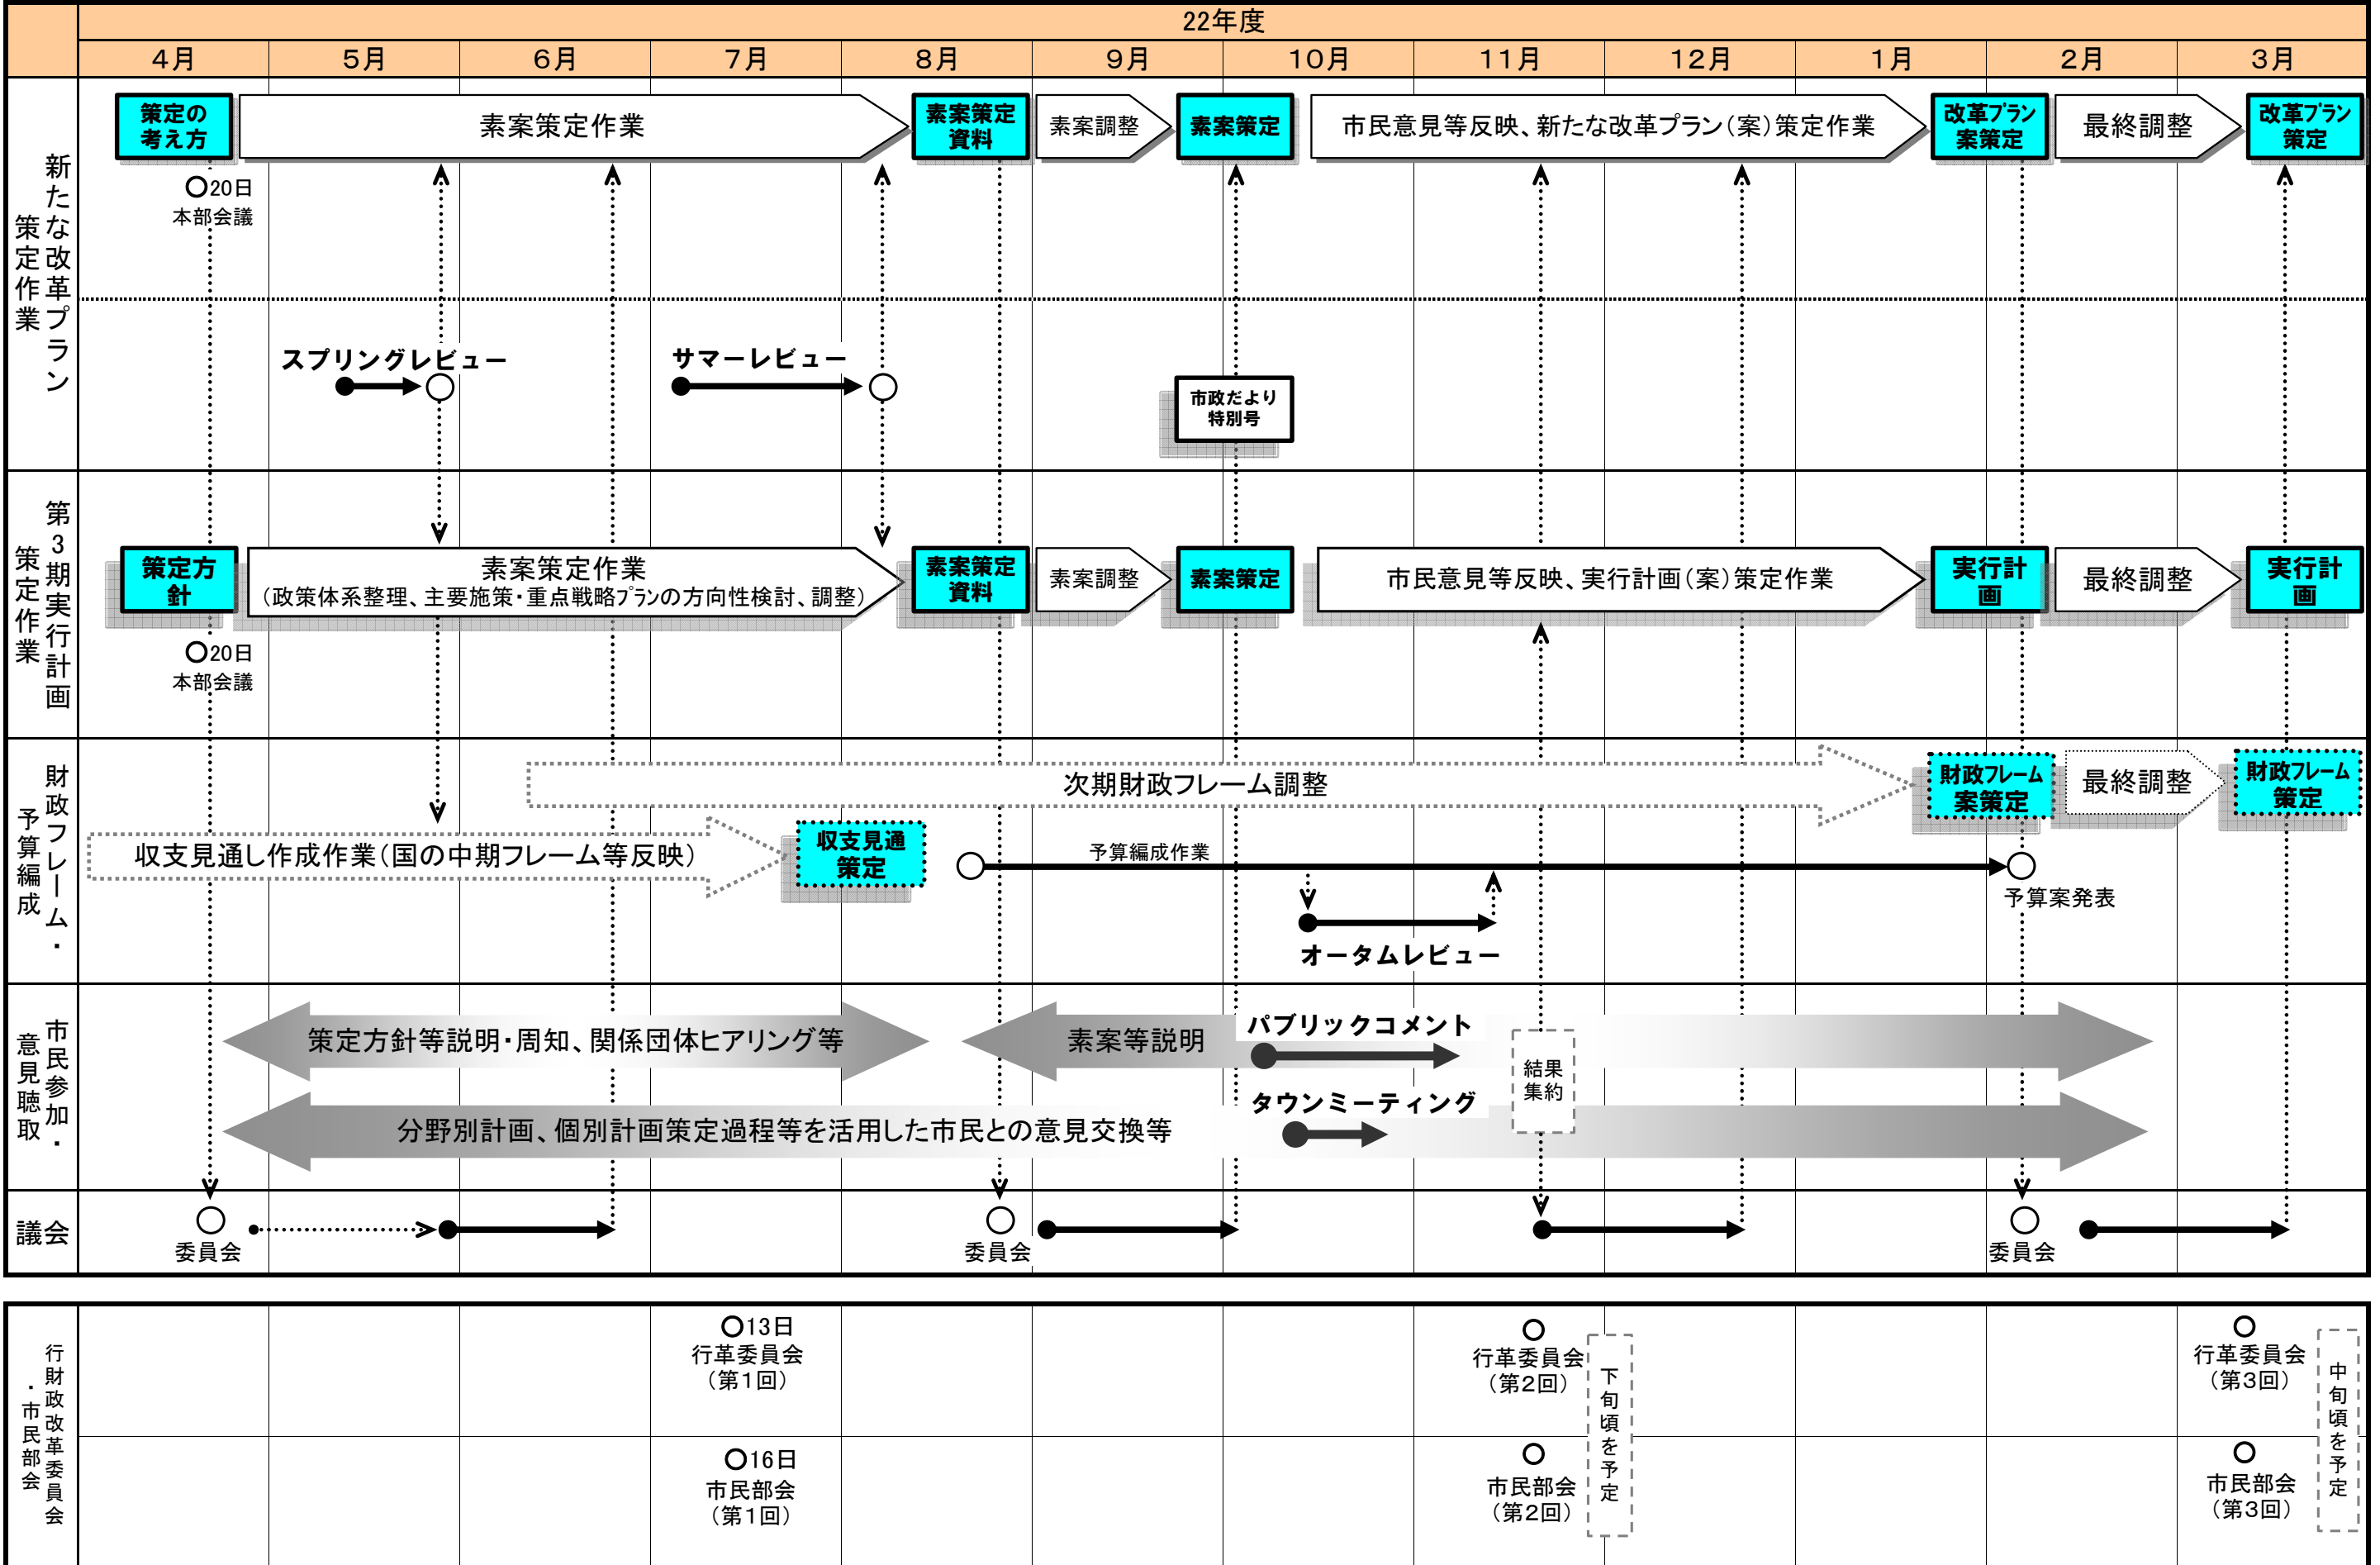 22年度
4月
5月
6月
7月
8月
9月
10月
11月
12月
1月
2月
3月
新たな改革プラン
策定作業
策定の
考え方
素案策定作業
素案策定
資料
素案調整
素案策定
市民意見等反映、新たな改革プラン（案）策定作業
改革プラン
案策定
最終調整
改革プラン
策定
20日
本部会議
スプリングレビュー
サマーレビュー
市政だより
特別号
第3期実行計画
策定作業
策定方
針
素案策定作業
（政策体系整理、主要施策・重点戦略プランの方向性検討、調整）
素案策定
資料
素案調整
素案策定
市民意見等反映、実行計画（案）策定作業
実行計
画
最終調整
実行計
画
20日
本部会議
財政フレーム・
予算編成
次期財政フレーム調整
財政フレーム
案策定
最終調整
財政フレーム
策定
収支見通し作成作業（国の中期フレーム等反映）
収支見通
策定
予算編成作業
予算案発表
オータムレビュー
市民参加・
意見聴取
策定方針等説明・周知、関係団体ヒアリング等
素案等説明
パブリックコメント
結果
集約
分野別計画、個別計画策定過程等を活用した市民との意見交換等
タウンミーティング
議会
委員会
委員会
委員会
行財政改革委員会
・市民部会
13日
行革委員会
（第1回）
行革委員会
（第2回）
下旬頃を予定
行革委員会
（第3回）
中旬頃を予定
16日
市民部会
（第1回）
市民部会
（第2回）
市民部会
（第3回）